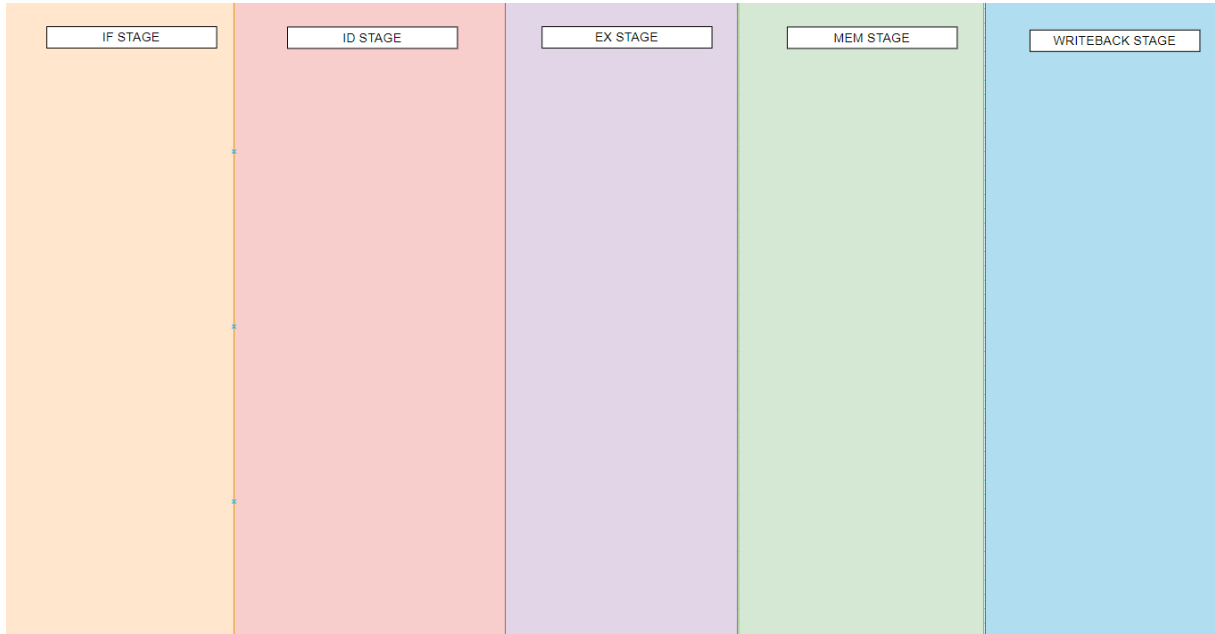 IF STAGE
ID STAGE
EX STAGE
MEM STAGE
WRITEBACK STAGE